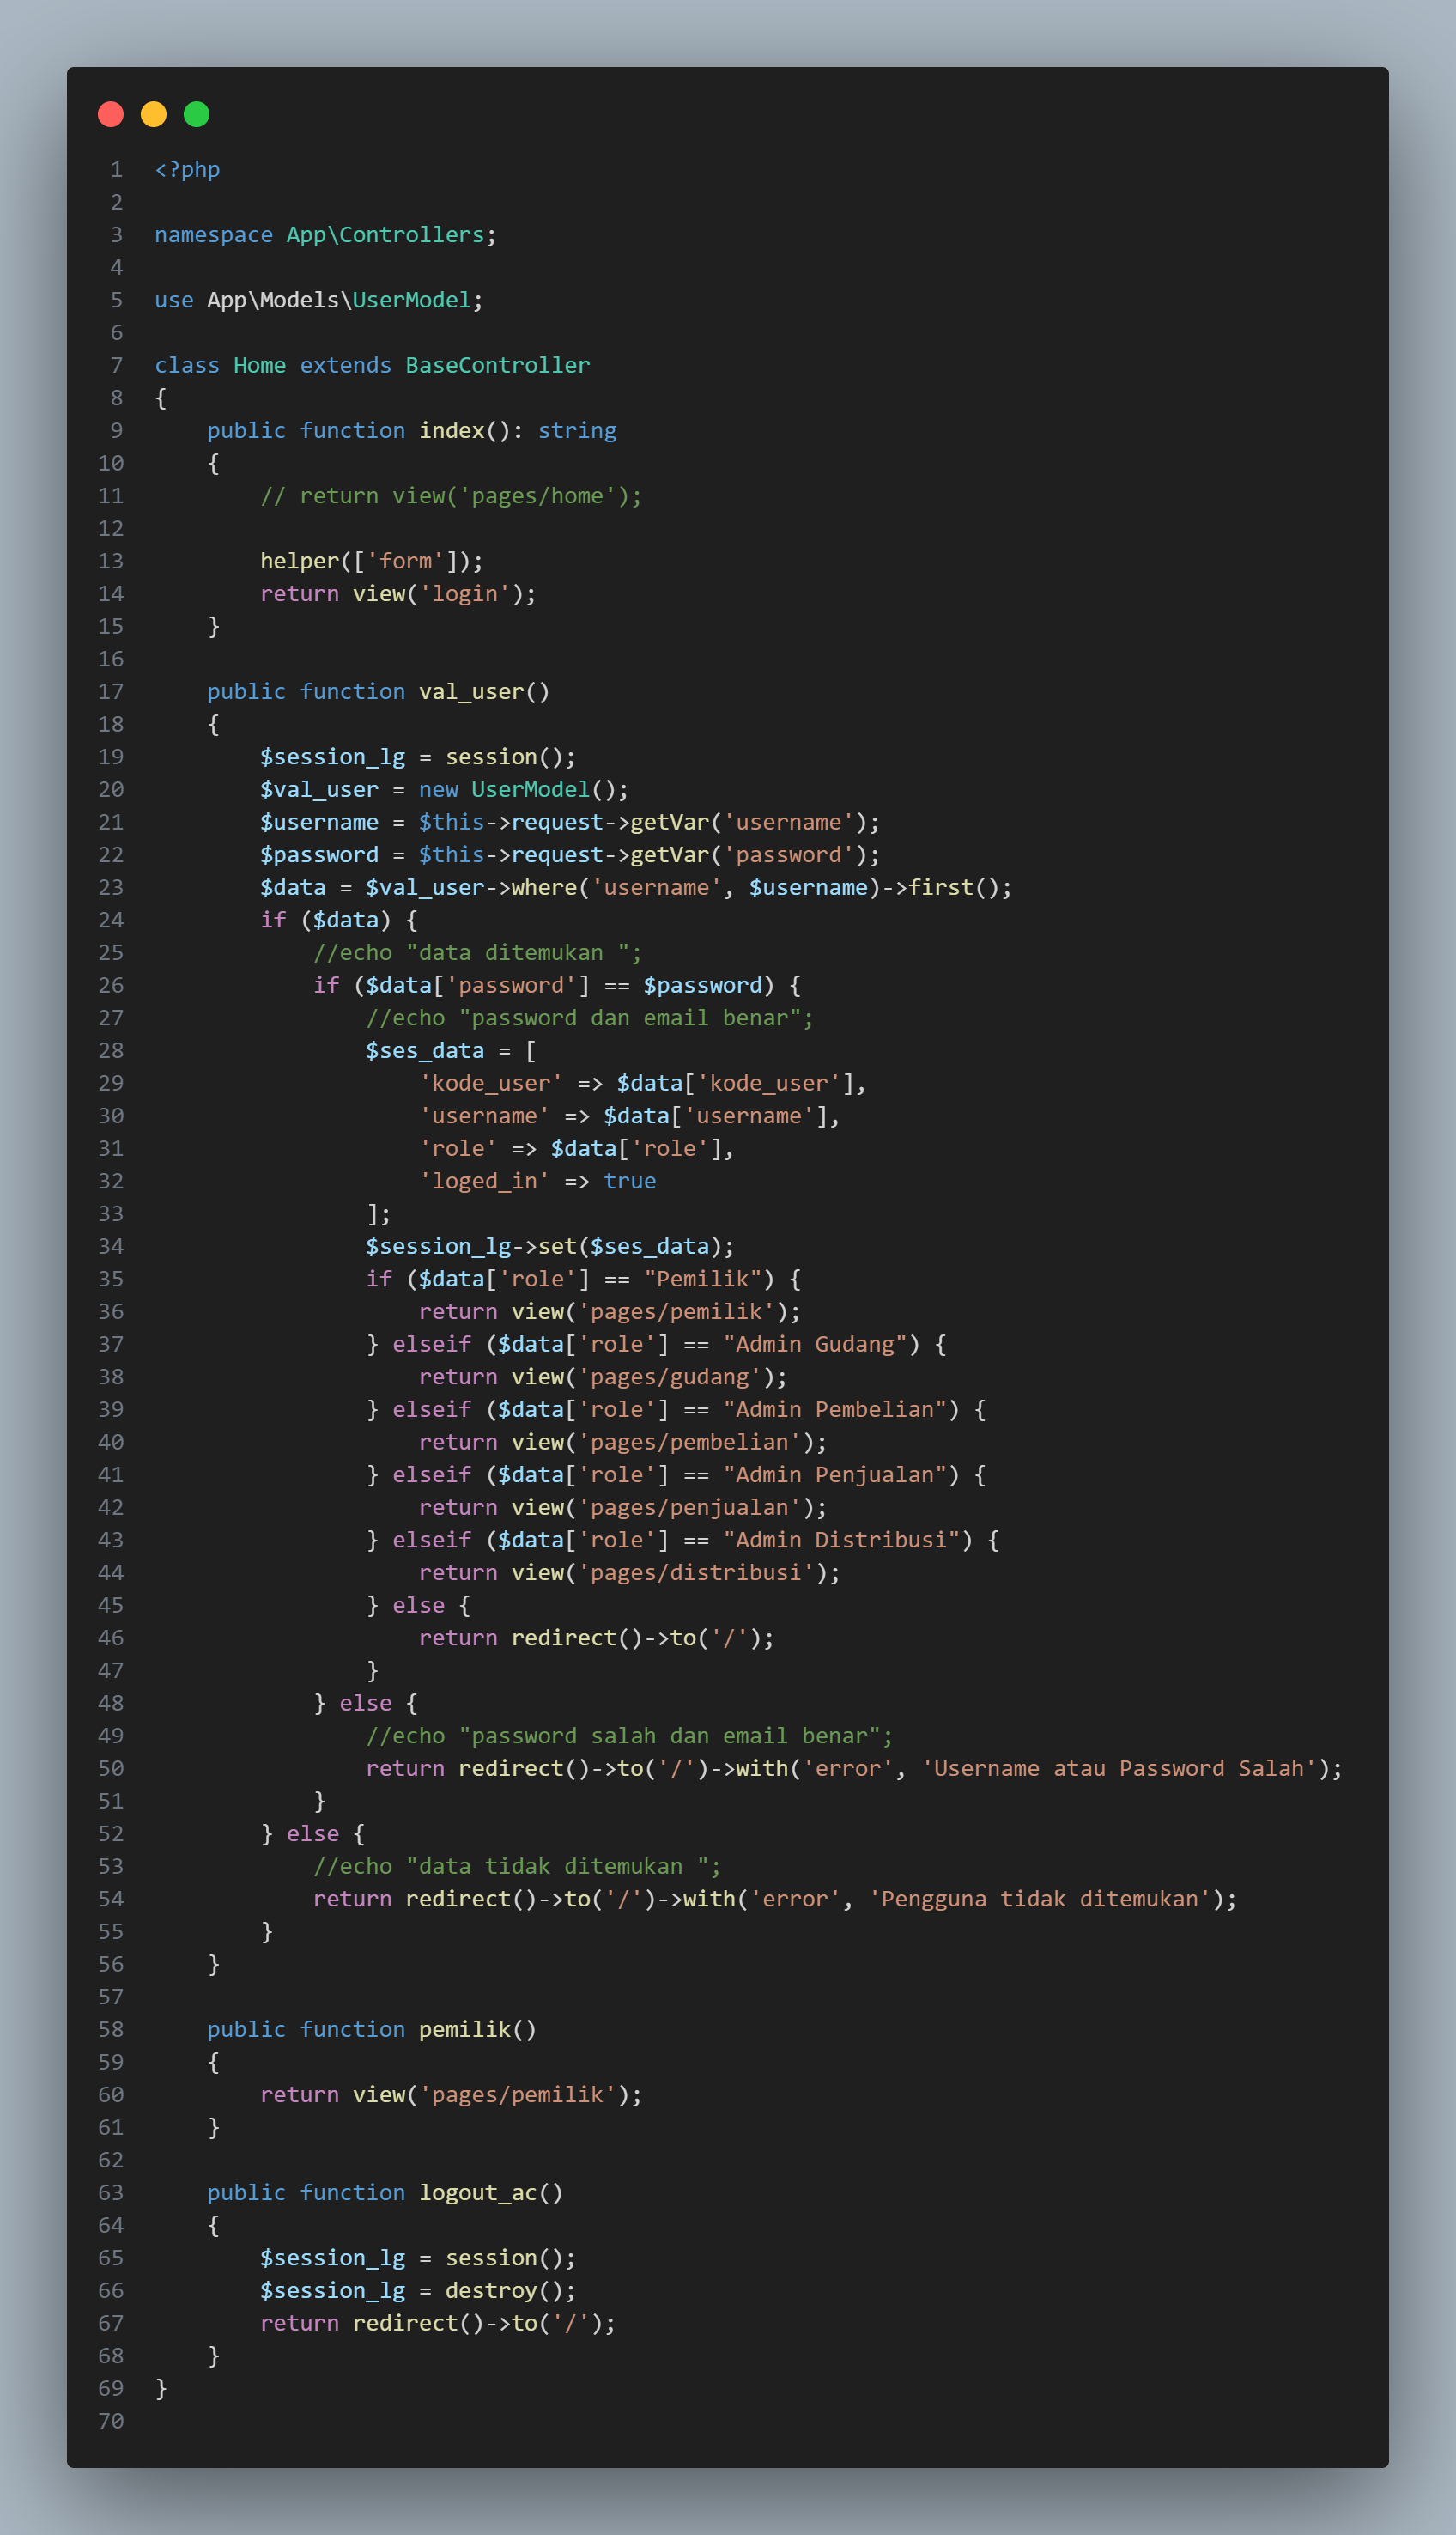 1 <?php
2
3 namespace App\Controllers;
4
5 use App\Models\UserModel;
6
7 class Home extends BaseController
8 {
9     public function index(): string
10     {
11         // return view('pages/home');
12
13         helper(['form']);
14         return view('login');
15     }
16
17     public function val_user()
18     {
19         $session_lg = session();
20         $val_user = new UserModel();
21         $username = $this->request->getVar('username');
22         $password = $this->request->getVar('password');
23         $data = $val_user->where('username', $username)->first();
24         if ($data) {
25             //echo "data ditemukan ";
26             if ($data['password'] == $password) {
27                 //echo "password dan email benar";
28                 $ses_data = [
29                     'kode_user' => $data['kode_user'],
30                     'username' => $data['username'],
31                     'role' => $data['role'],
32                     'loged_in' => true
33                 ];
34                 $session_lg->set($ses_data);
35                 if ($data['role'] == "Pemilik") {
36                     return view('pages/pemilik');
37                 } elseif ($data['role'] == "Admin Gudang") {
38                     return view('pages/gudang');
39                 } elseif ($data['role'] == "Admin Pembelian") {
40                     return view('pages/pembelian');
41                 } elseif ($data['role'] == "Admin Penjualan") {
42                     return view('pages/penjualan');
43                 } elseif ($data['role'] == "Admin Distribusi") {
44                     return view('pages/distribusi');
45                 } else {
46                     return redirect()->to('/');
47                 }
48             } else {
49                 //echo "password salah dan email benar";
50                 return redirect()->to('/')->with('error', 'Username atau Password Salah');
51             }
52         } else {
53             //echo "data tidak ditemukan ";
54             return redirect()->to('/')->with('error', 'Pengguna tidak ditemukan');
55         }
56     }
57
58     public function pemilik()
59     {
60         return view('pages/pemilik');
61     }
62
63     public function logout_ac()
64     {
65         $session_lg = session();
66         $session_lg = destroy();
67         return redirect()->to('/');
68     }
69 }
70